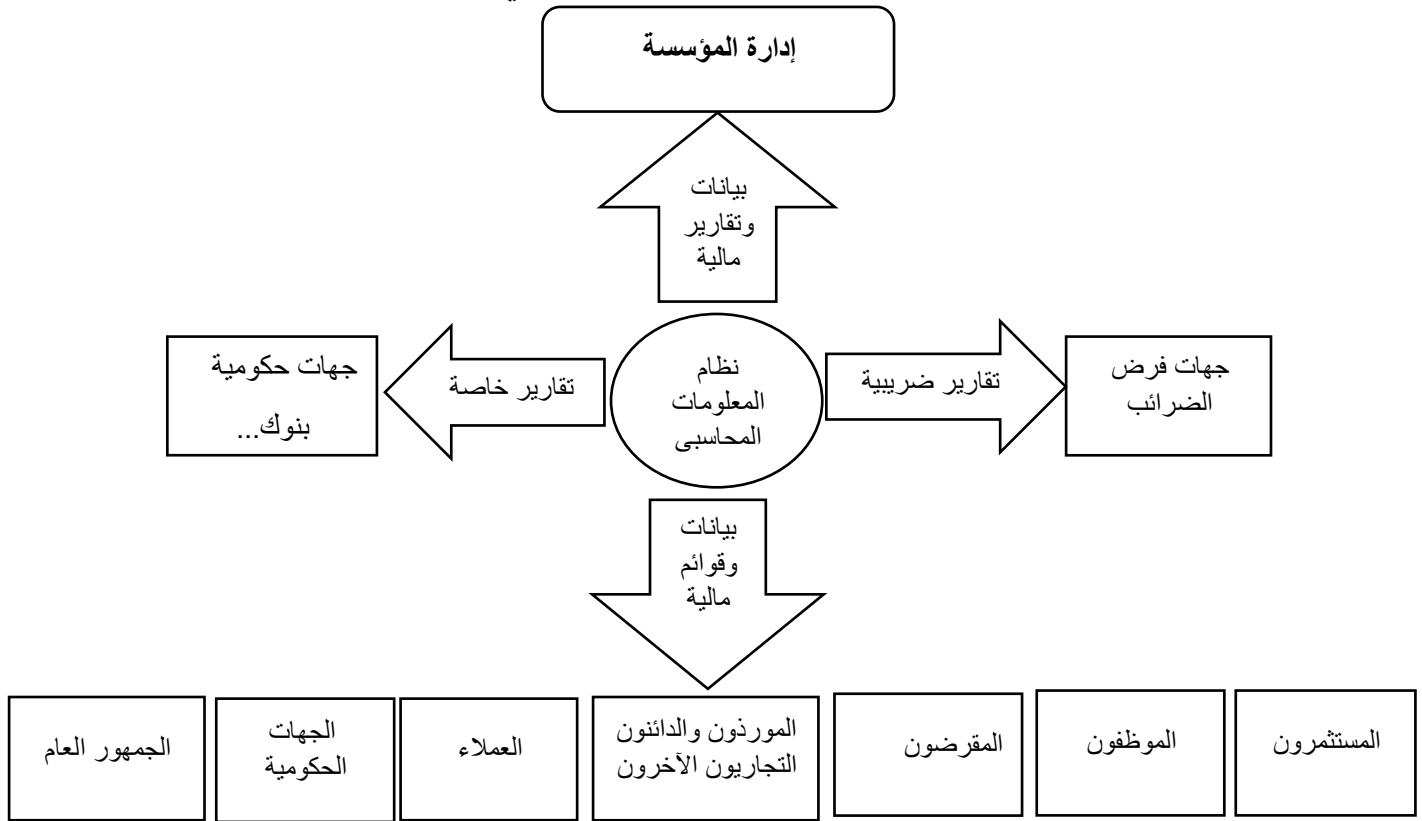 إدارة المؤسسة
بيانات
وتقارير
مالية
جهات فرض
الضرائب
تقارير ضريبية
نظام
المعلومات
المحاسبى
تقارير خاصة
جهات حكومية
بنوك...
بيانات
وقوائم
مالية
المستثمرون
الموظفون
المقرضون
المورذون والدائنون
التجاريون الآخرون
العملاء
الجهات
الحكومية
الجمهور العام